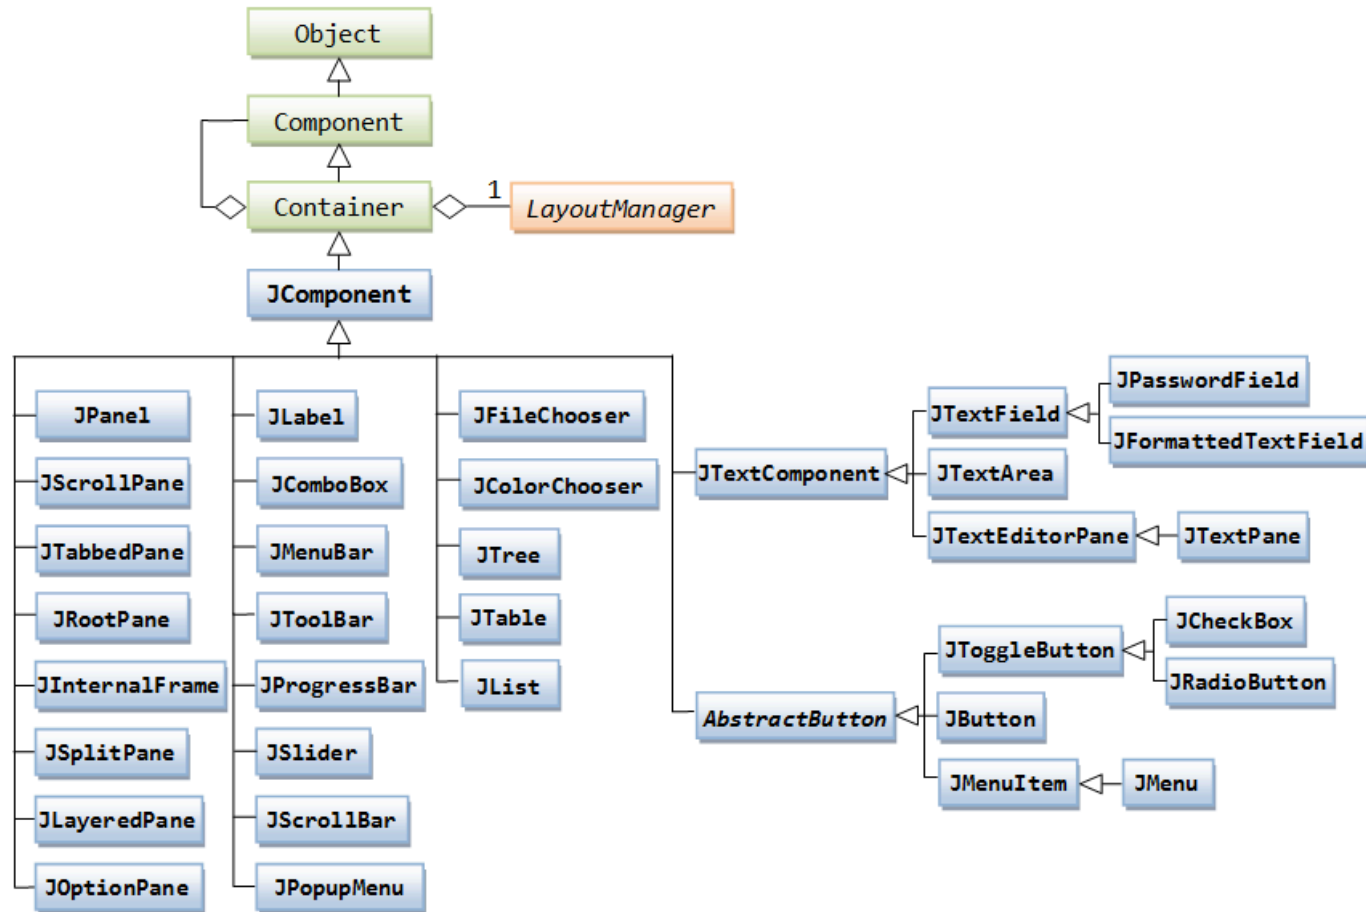 Object
Component
Container
1
LayoutManager
JComponent
JPanel
JScrollPane
JTabbedPane
JRootPane
JInternalFrame
JSplitPane
JLayeredPane
JOptionPane
JLabel
JComboBox
JMenuBar
JToolBar
JProgressBar
JSlider
JScrollBar
JPopupMenu
JFileChooser
JColorChooser
JTree
JTable
JList
JTextComponent
JTextField
JPasswordField
JFormattedTextField
JTextArea
JTextEditorPane
JTextPane
AbstractButton
JToggleButton
JCheckBox
JRadioButton
JButton
JMenuItem
JMenu